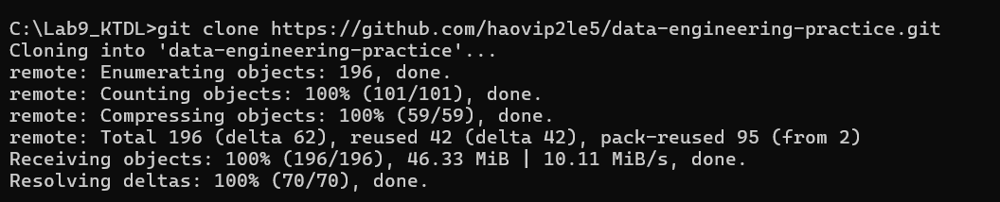 C:\Lab9_KTDL>git clone https://github.com/haovip2le5/data-engineering-practice.git
Cloning into 'data-engineering-practice'...
remote: Enumerating objects: 196, done.
remote: Counting objects: 100% (101/101), done.
remote: Compressing objects: 100% (59/59), done.
remote: Total 196 (delta 62), reused 42 (delta 42), pack-reused 95 (from 2)
Receiving objects: 100% (196/196), 46.33 MiB | 10.11 MiB/s, done.
Resolving deltas: 100% (70/70), done.